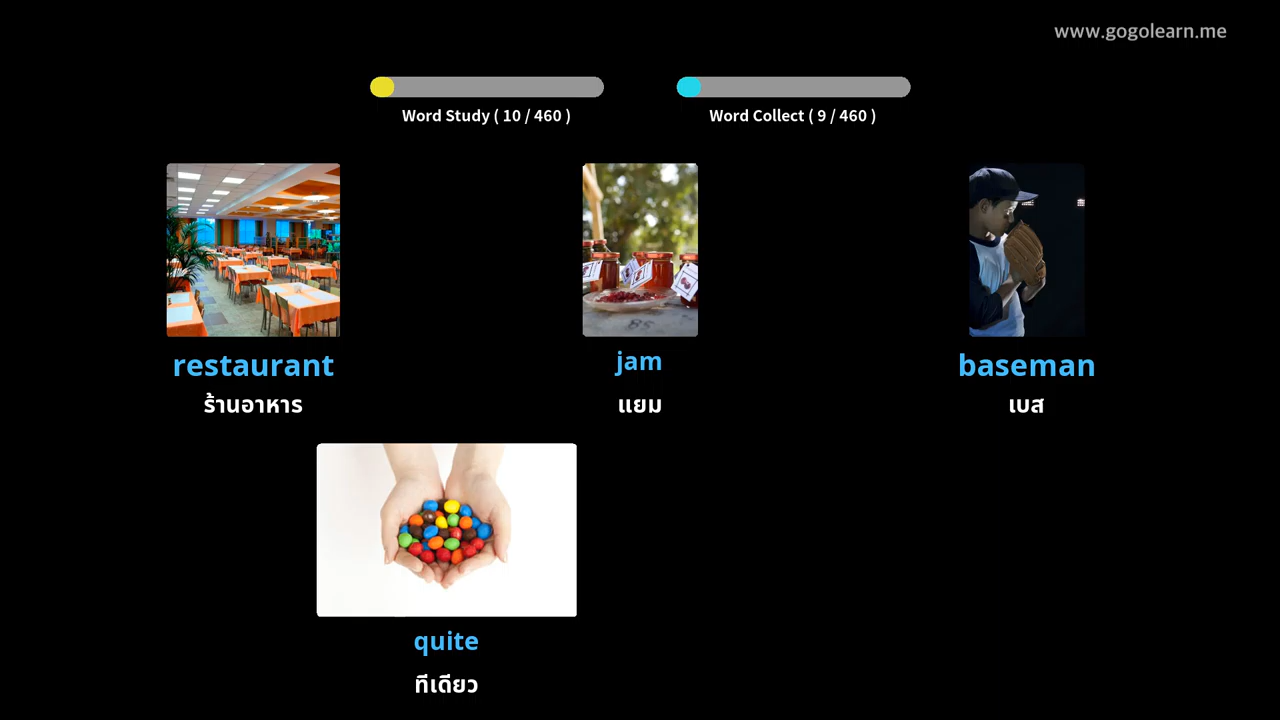 www.gogolearn.me
Word Study ( 10 / 460 )
Word Collect ( 9 / 460 )
restaurant
ร้านอาหาร
jam
แยม
baseman
เบส
quite
ทีเดียว